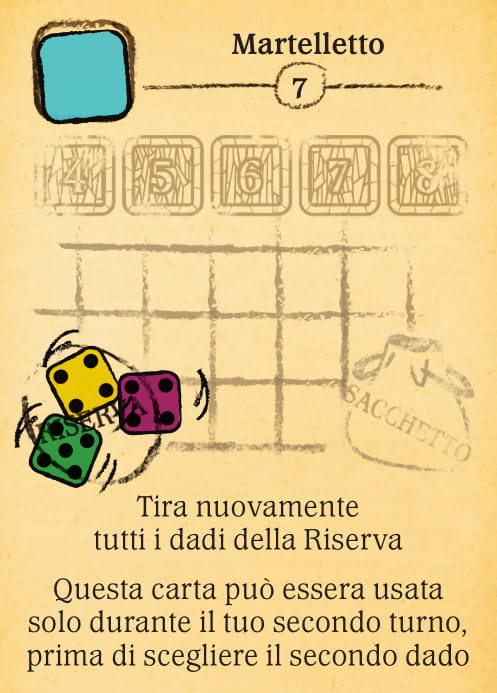 Martelletto
7
4 5 6 7 8
RISERVA
SACCHETTO
Tira nuovamente
tutti i dadi della Riserva
Questa carta può essera usata
solo durante il tuo secondo turno,
prima di scegliere il secondo dado